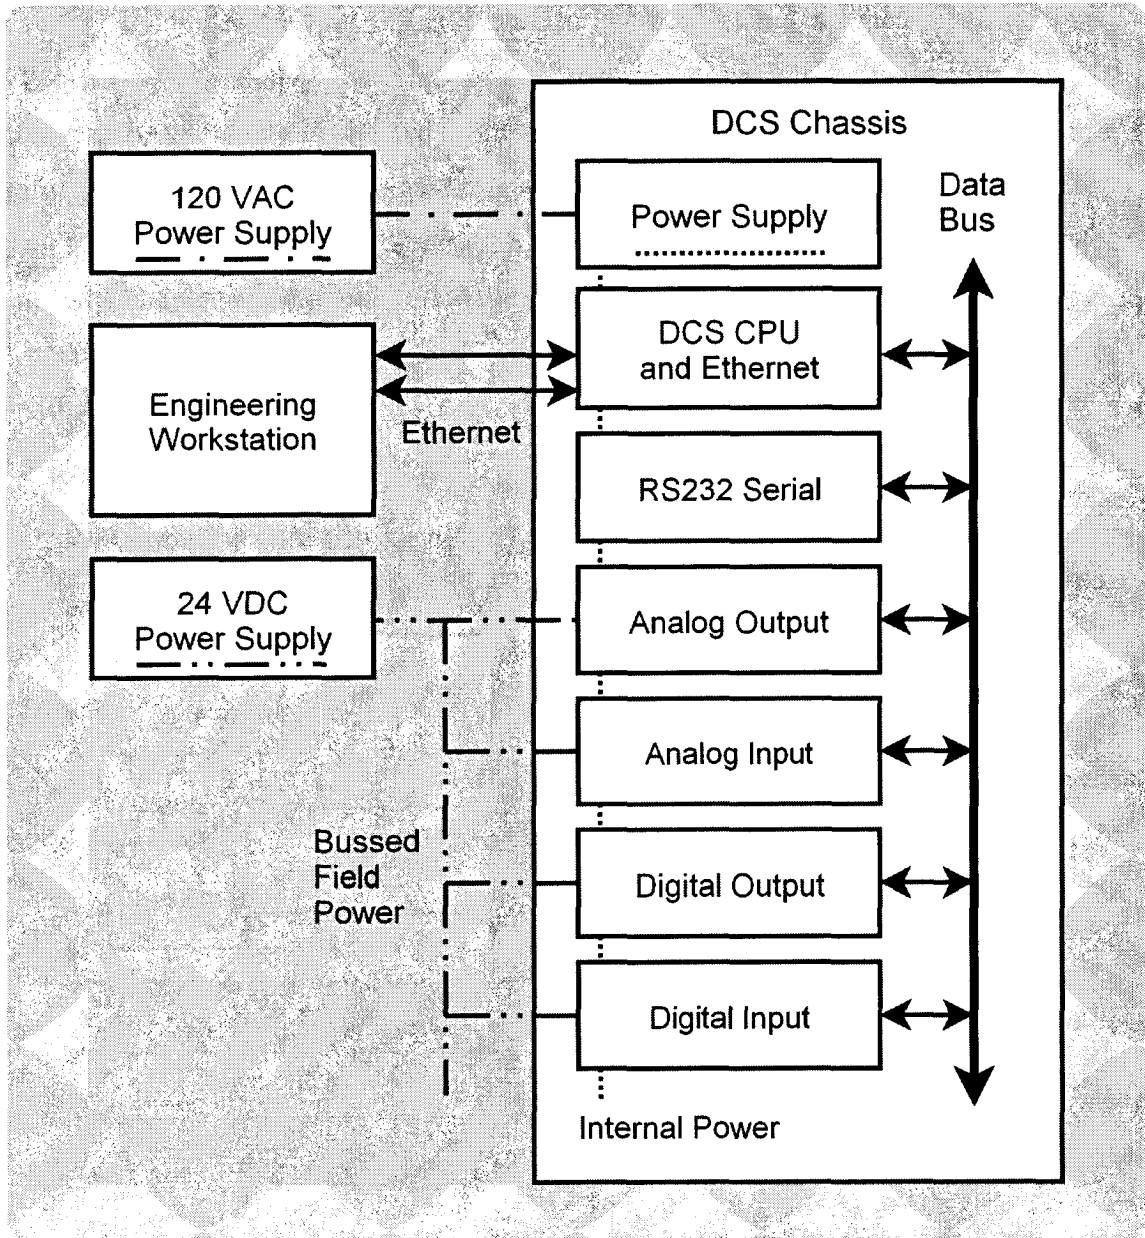 DCS Chassis
120 VAC
Power Supply
Power Supply
Data
Bus
DCS CPU
and Ethernet
Engineering
Workstation
Ethernet
RS232 Serial
24 VDC
Power Supply
Analog Output
Analog Input
Bussed
Field
Power
Digital Output
Digital Input
Internal Power